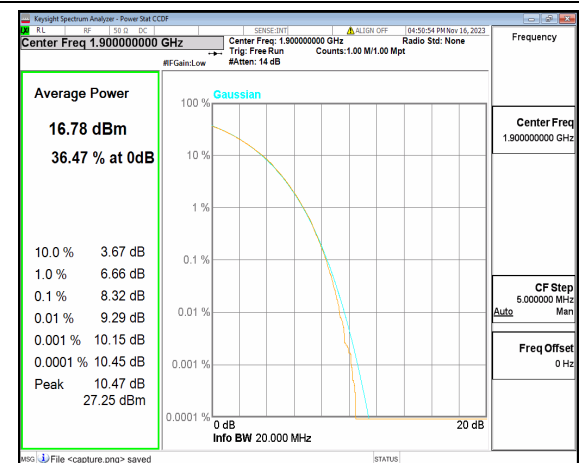 Keysight Spectrum Analyzer - Power Stat CCDF
RL RF 50 Ω DC SENSE:INT ALIGN OFF 04:50:54 PM Nov 16, 2023
Center Freq 1.900000000 GHz
Center Freq: 1.900000000 GHz Radio Std: None
Trig: Free Run Counts:1.00 M/1.00 Mpt
#IFGain:Low #Atten: 14 dB
Frequency
Average Power
16.78 dBm
36.47 % at 0dB
10.0 % 3.67 dB
1.0 % 6.66 dB
0.1 % 8.32 dB
0.01 % 9.29 dB
0.001 % 10.15 dB
0.0001 % 10.45 dB
Peak 10.47 dB
27.25 dBm
Gaussian
100 %
10 %
1 %
0.1 %
0.01 %
0.001 %
0.0001 %
0 dB 20 dB
Info BW 20.000 MHz
Center Freq
1.900000000 GHz
CF Step
5.000000 MHz
Auto Man
Freq Offset
0 Hz
MSG File <capture.png> saved STATUS